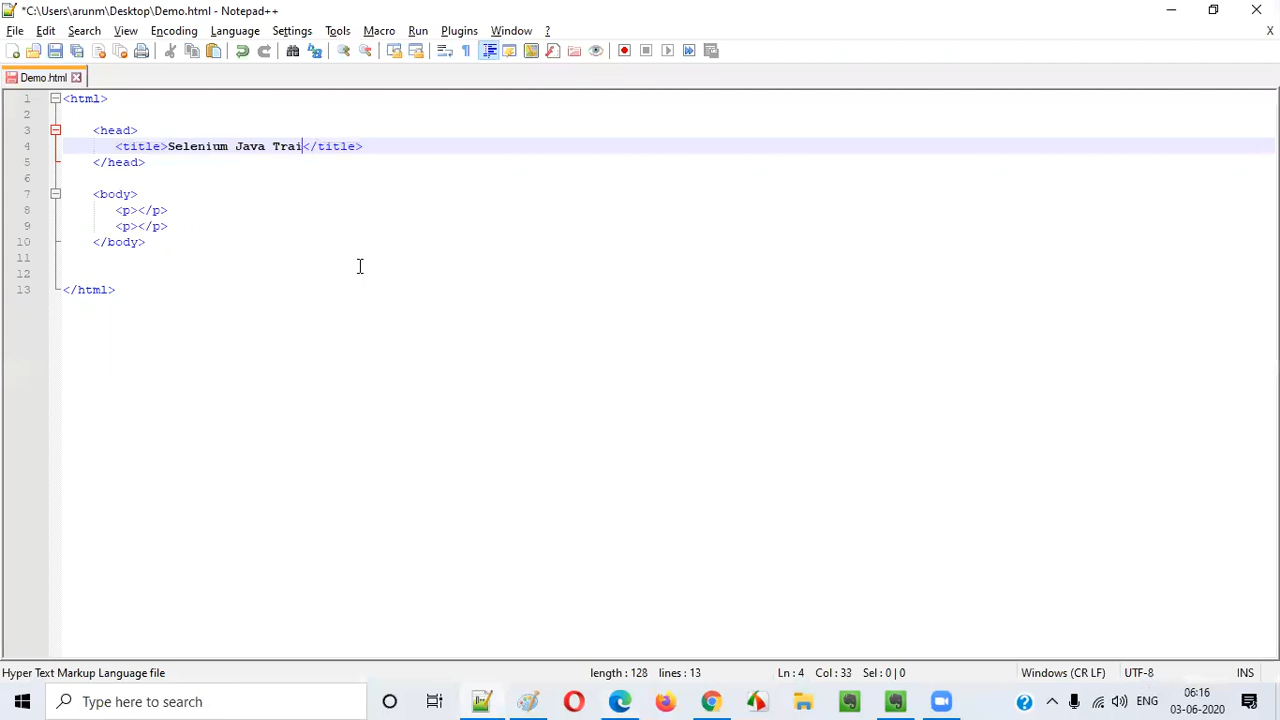 *C:\Users\arunm\Desktop\Demo.html - Notepad++
File Edit Search View Encoding Language Settings Tools Macro Run Plugins Window ? X
Demo.html
1 <html>
2
3 <head>
4 <title>Selenium Java Trai</title>
5 </head>
6
7 <body>
8 <p></p>
9 <p></p>
10 </body>
11
12
13 </html>
Hyper Text Markup Language file length : 128 lines : 13 Ln : 4 Col : 33 Sel : 0 | 0 Windows (CR LF) UTF-8 INS
Type here to search ENG 06:16
03-06-2020